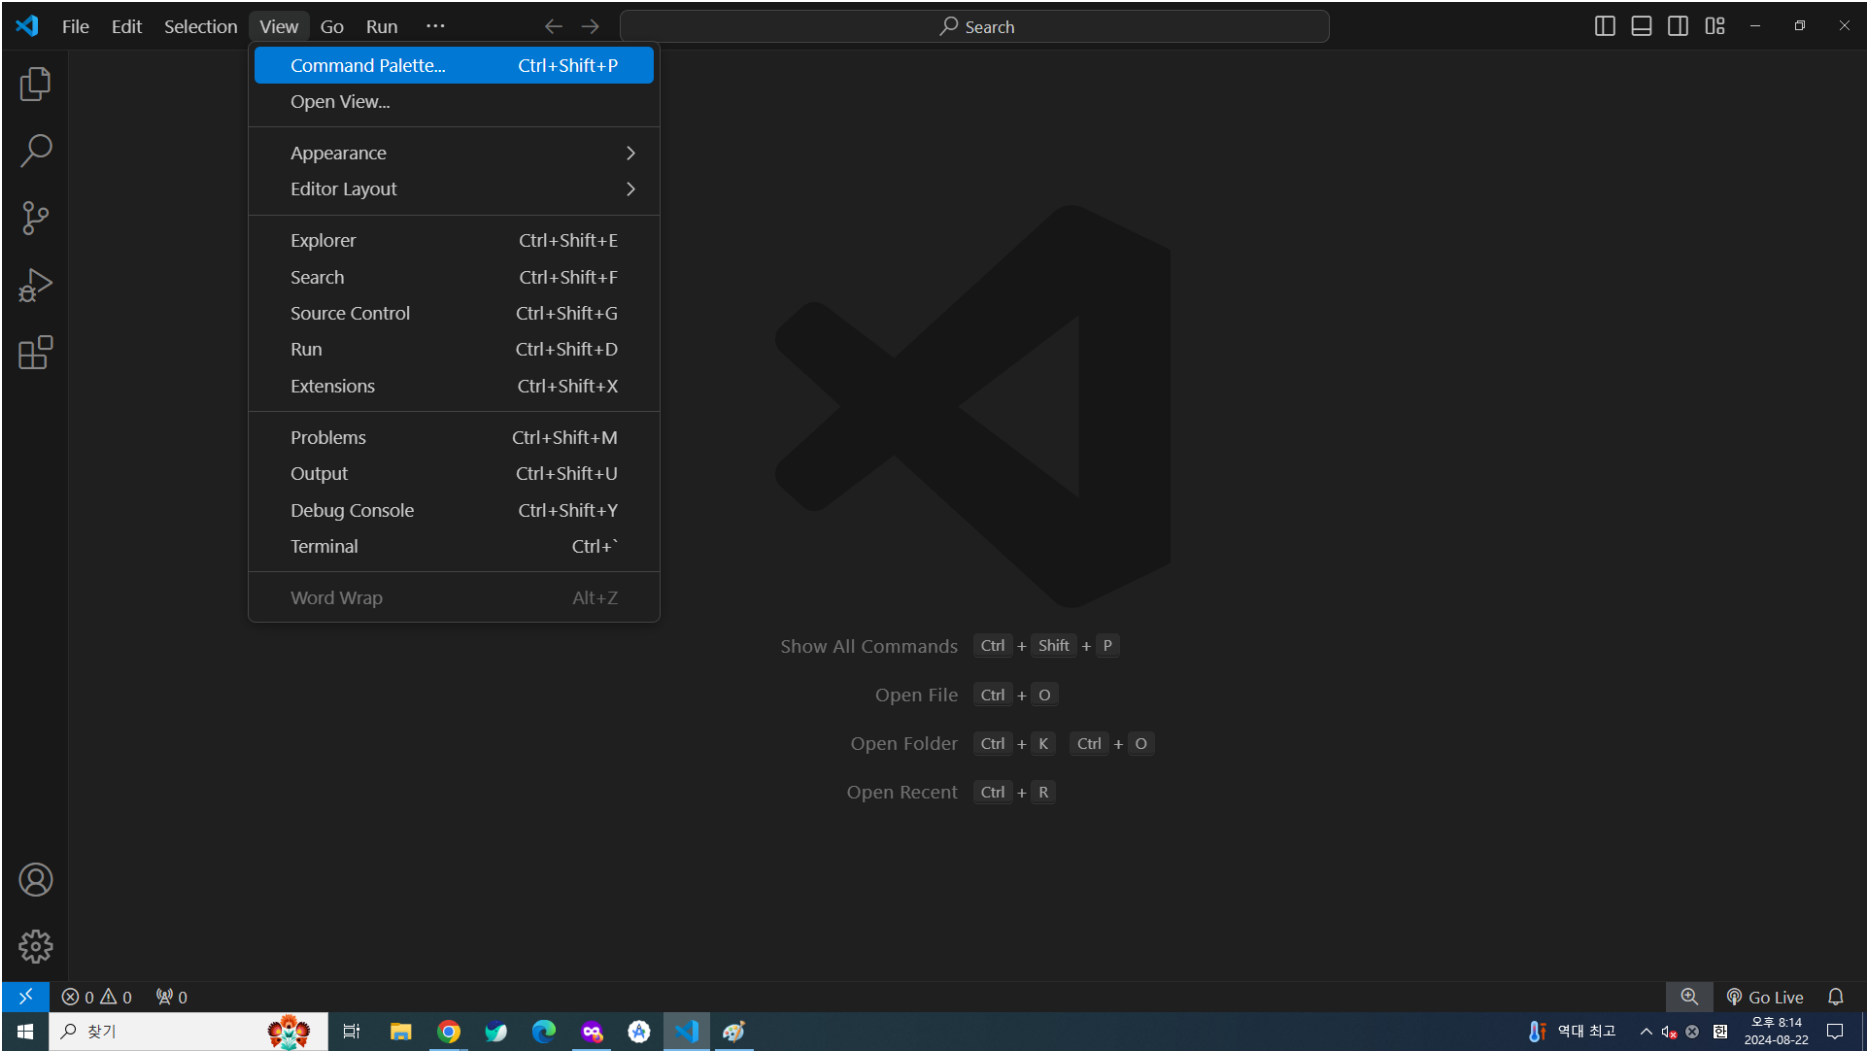 File Edit Selection View Go Run ···
Search
Command Palette... Ctrl+Shift+P
Open View...
Appearance
Editor Layout
Explorer Ctrl+Shift+E
Search Ctrl+Shift+F
Source Control Ctrl+Shift+G
Run Ctrl+Shift+D
Extensions Ctrl+Shift+X
Problems Ctrl+Shift+M
Output Ctrl+Shift+U
Debug Console Ctrl+Shift+Y
Terminal Ctrl+`
Word Wrap Alt+Z
Show All Commands Ctrl + Shift + P
Open File Ctrl + O
Open Folder Ctrl + K Ctrl + O
Open Recent Ctrl + R
0 0 0
Go Live
찾기
역대 최고
한
오후 8:14
2024-08-22